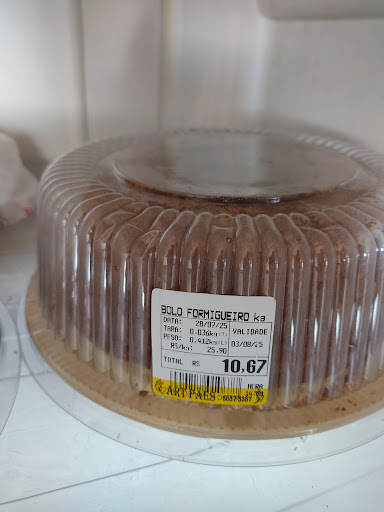 BOLO FORMIGUEIRO kg
DATA: 28/07/25 VALIDADE
TARA: 0.036kg(T)
PESO: 0.412kg(L) 03/08/25
R$/kg: 25.90
TOTAL R$ 10.67
HORA
ART PÃES